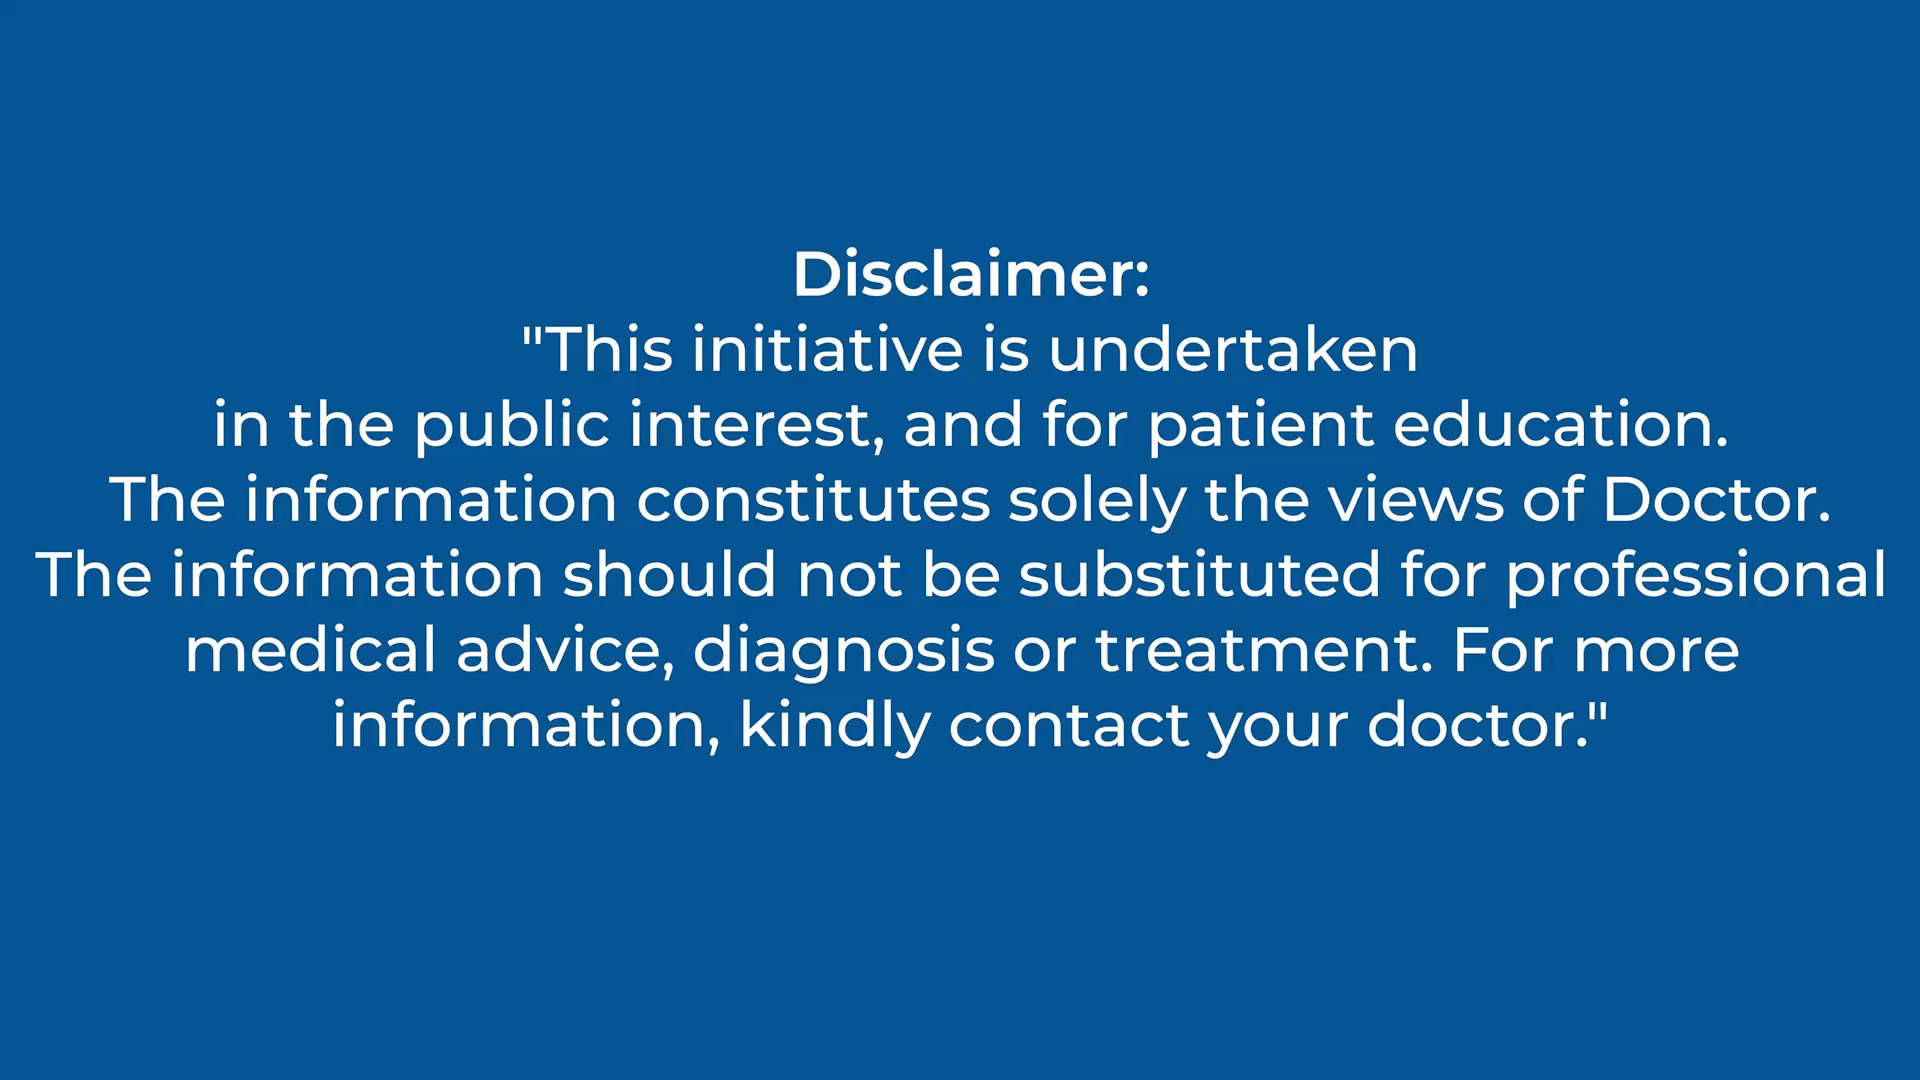 Disclaimer:
"This initiative is undertaken
in the public interest, and for patient education.
The information constitutes solely the views of Doctor.
The information should not be substituted for professional
medical advice, diagnosis or treatment. For more
information, kindly contact your doctor."